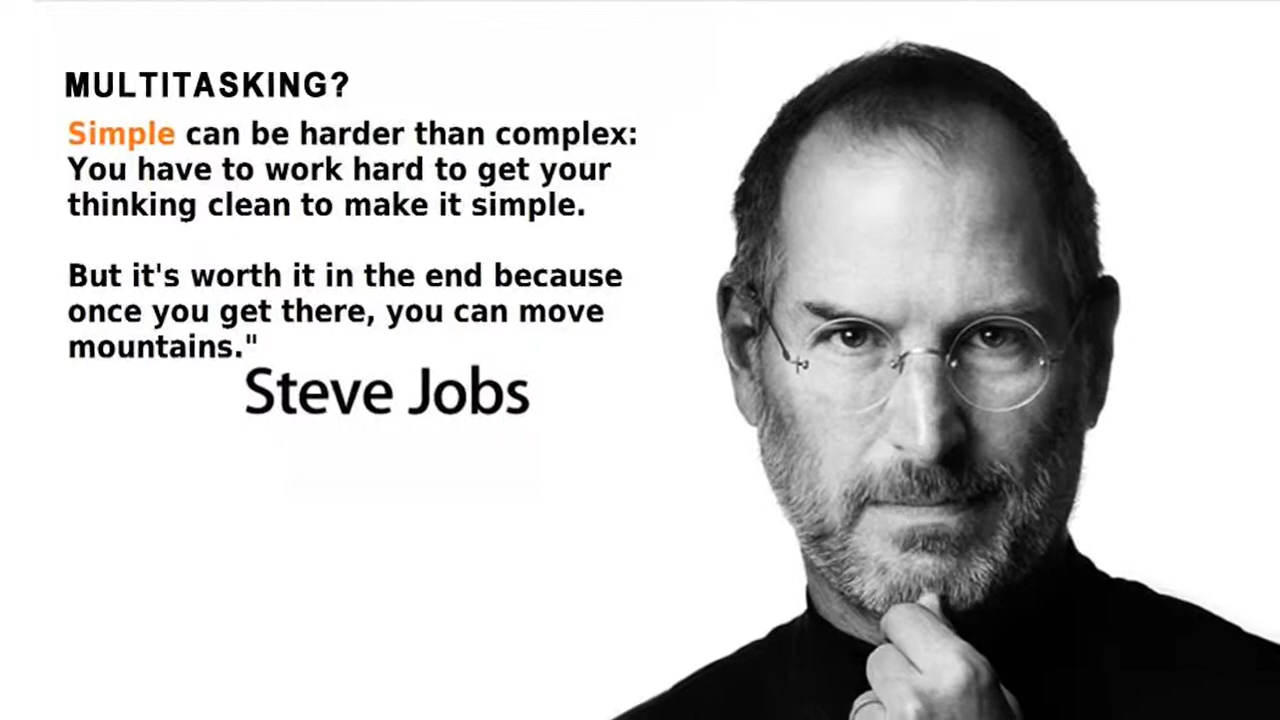 MULTITASKING?
Simple can be harder than complex:
You have to work hard to get your
thinking clean to make it simple.
But it's worth it in the end because
once you get there, you can move
mountains."
Steve Jobs